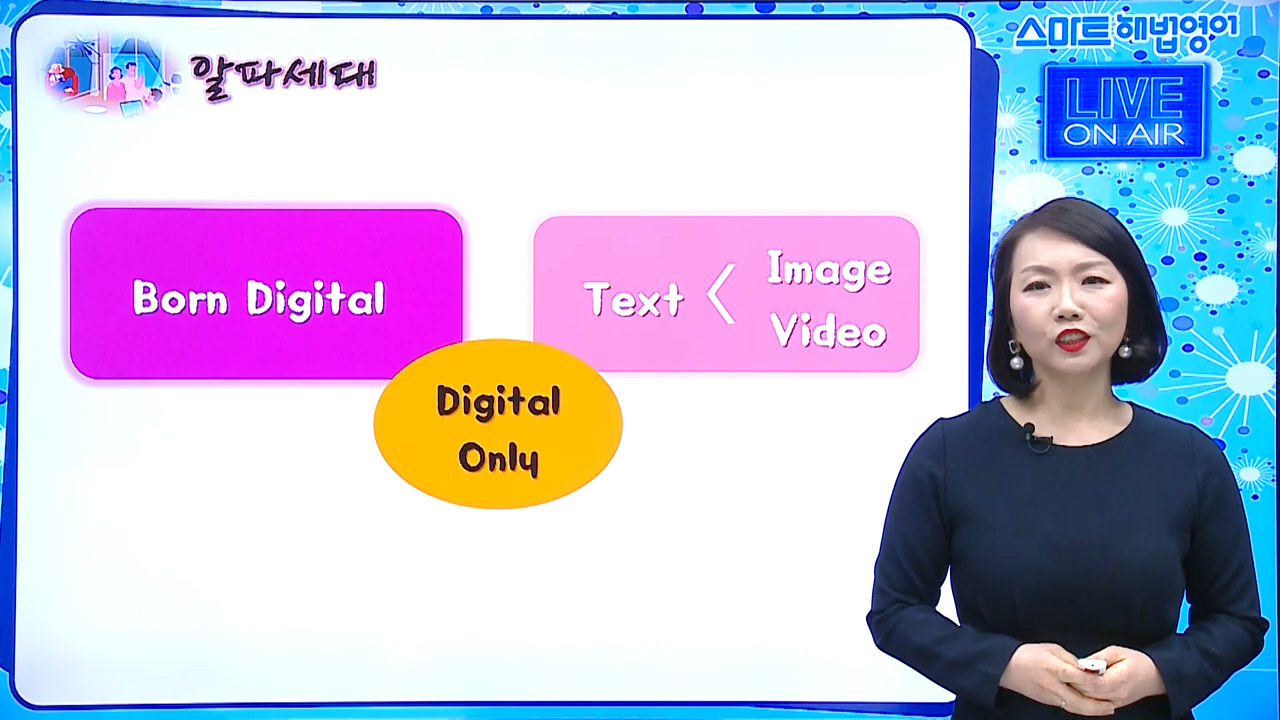 알파세대
스마트해법영어
LIVE
ON AIR
Born Digital
Text <
Image
Video
Digital
Only